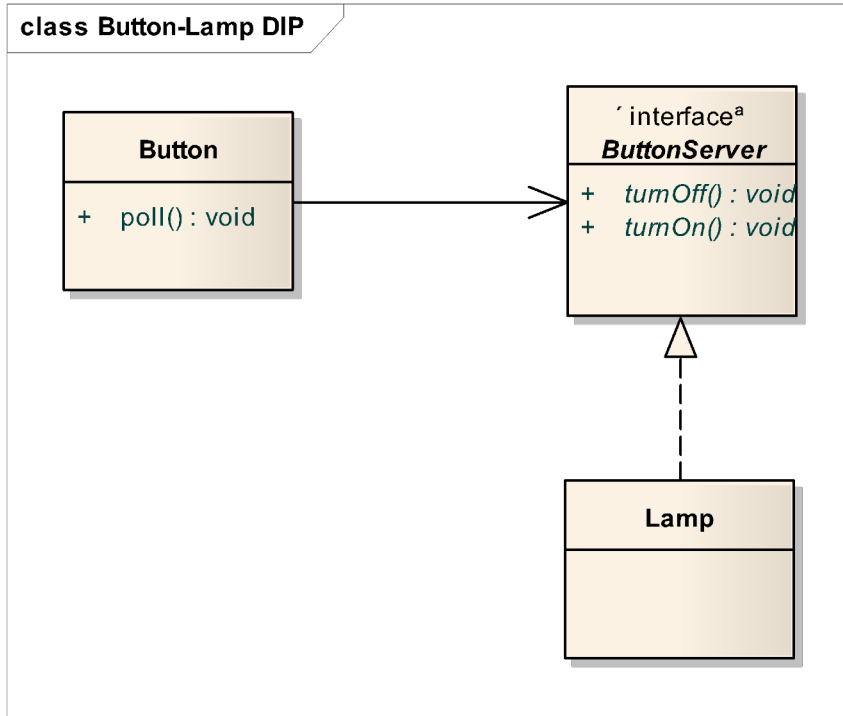 class Button-Lamp DIP
Button
+ poll() : void
´ interfaceª
ButtonServer
+ turnOff() : void
+ turnOn() : void
Lamp